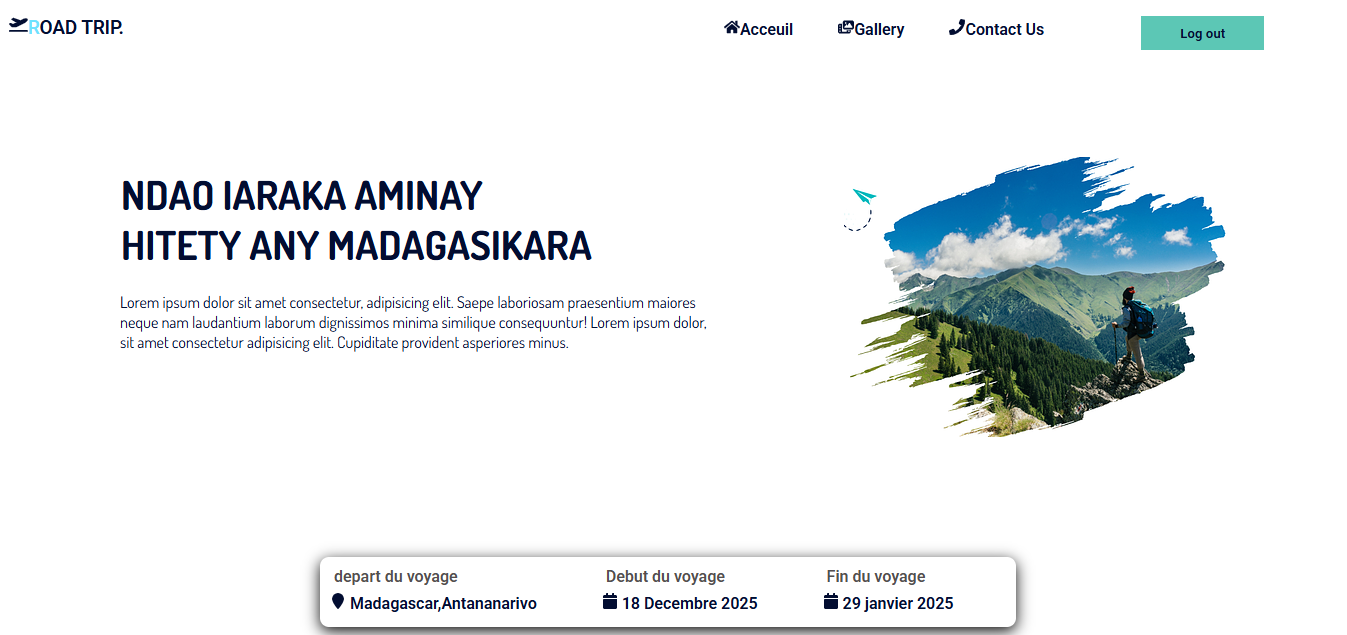 ROAD TRIP.
Acceuil
Gallery
Contact Us
Log out
NDAO IARAKA AMINAY
HITETY ANY MADAGASIKARA
Lorem ipsum dolor sit amet consectetur, adipisicing elit. Saepe laboriosam praesentium maiores
neque nam laudantium laborum dignissimos minima similique consequuntur! Lorem ipsum dolor,
sit amet consectetur adipisicing elit. Cupiditate provident asperiores minus.
depart du voyage
Madagascar,Antananarivo
Debut du voyage
18 Decembre 2025
Fin du voyage
29 janvier 2025